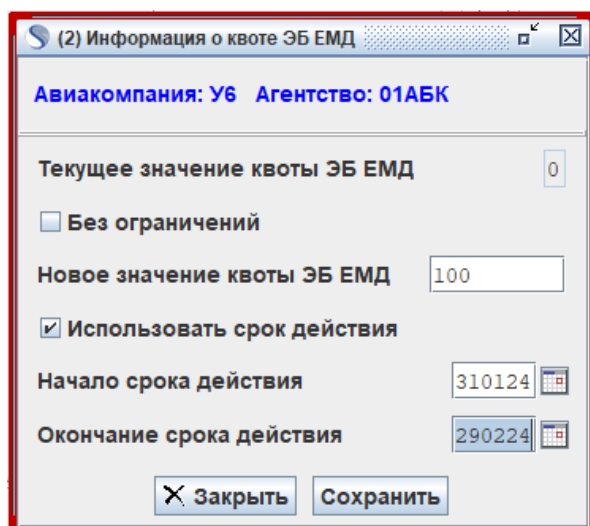 (2) Информация о квоте ЭБ ЕМД
Авиакомпания: У6 Агентство: 01АБК
Текущее значение квоты ЭБ ЕМД 0
Без ограничений
Новое значение квоты ЭБ ЕМД 100
Использовать срок действия
Начало срока действия 310124
Окончание срока действия 290224
Закрыть Сохранить